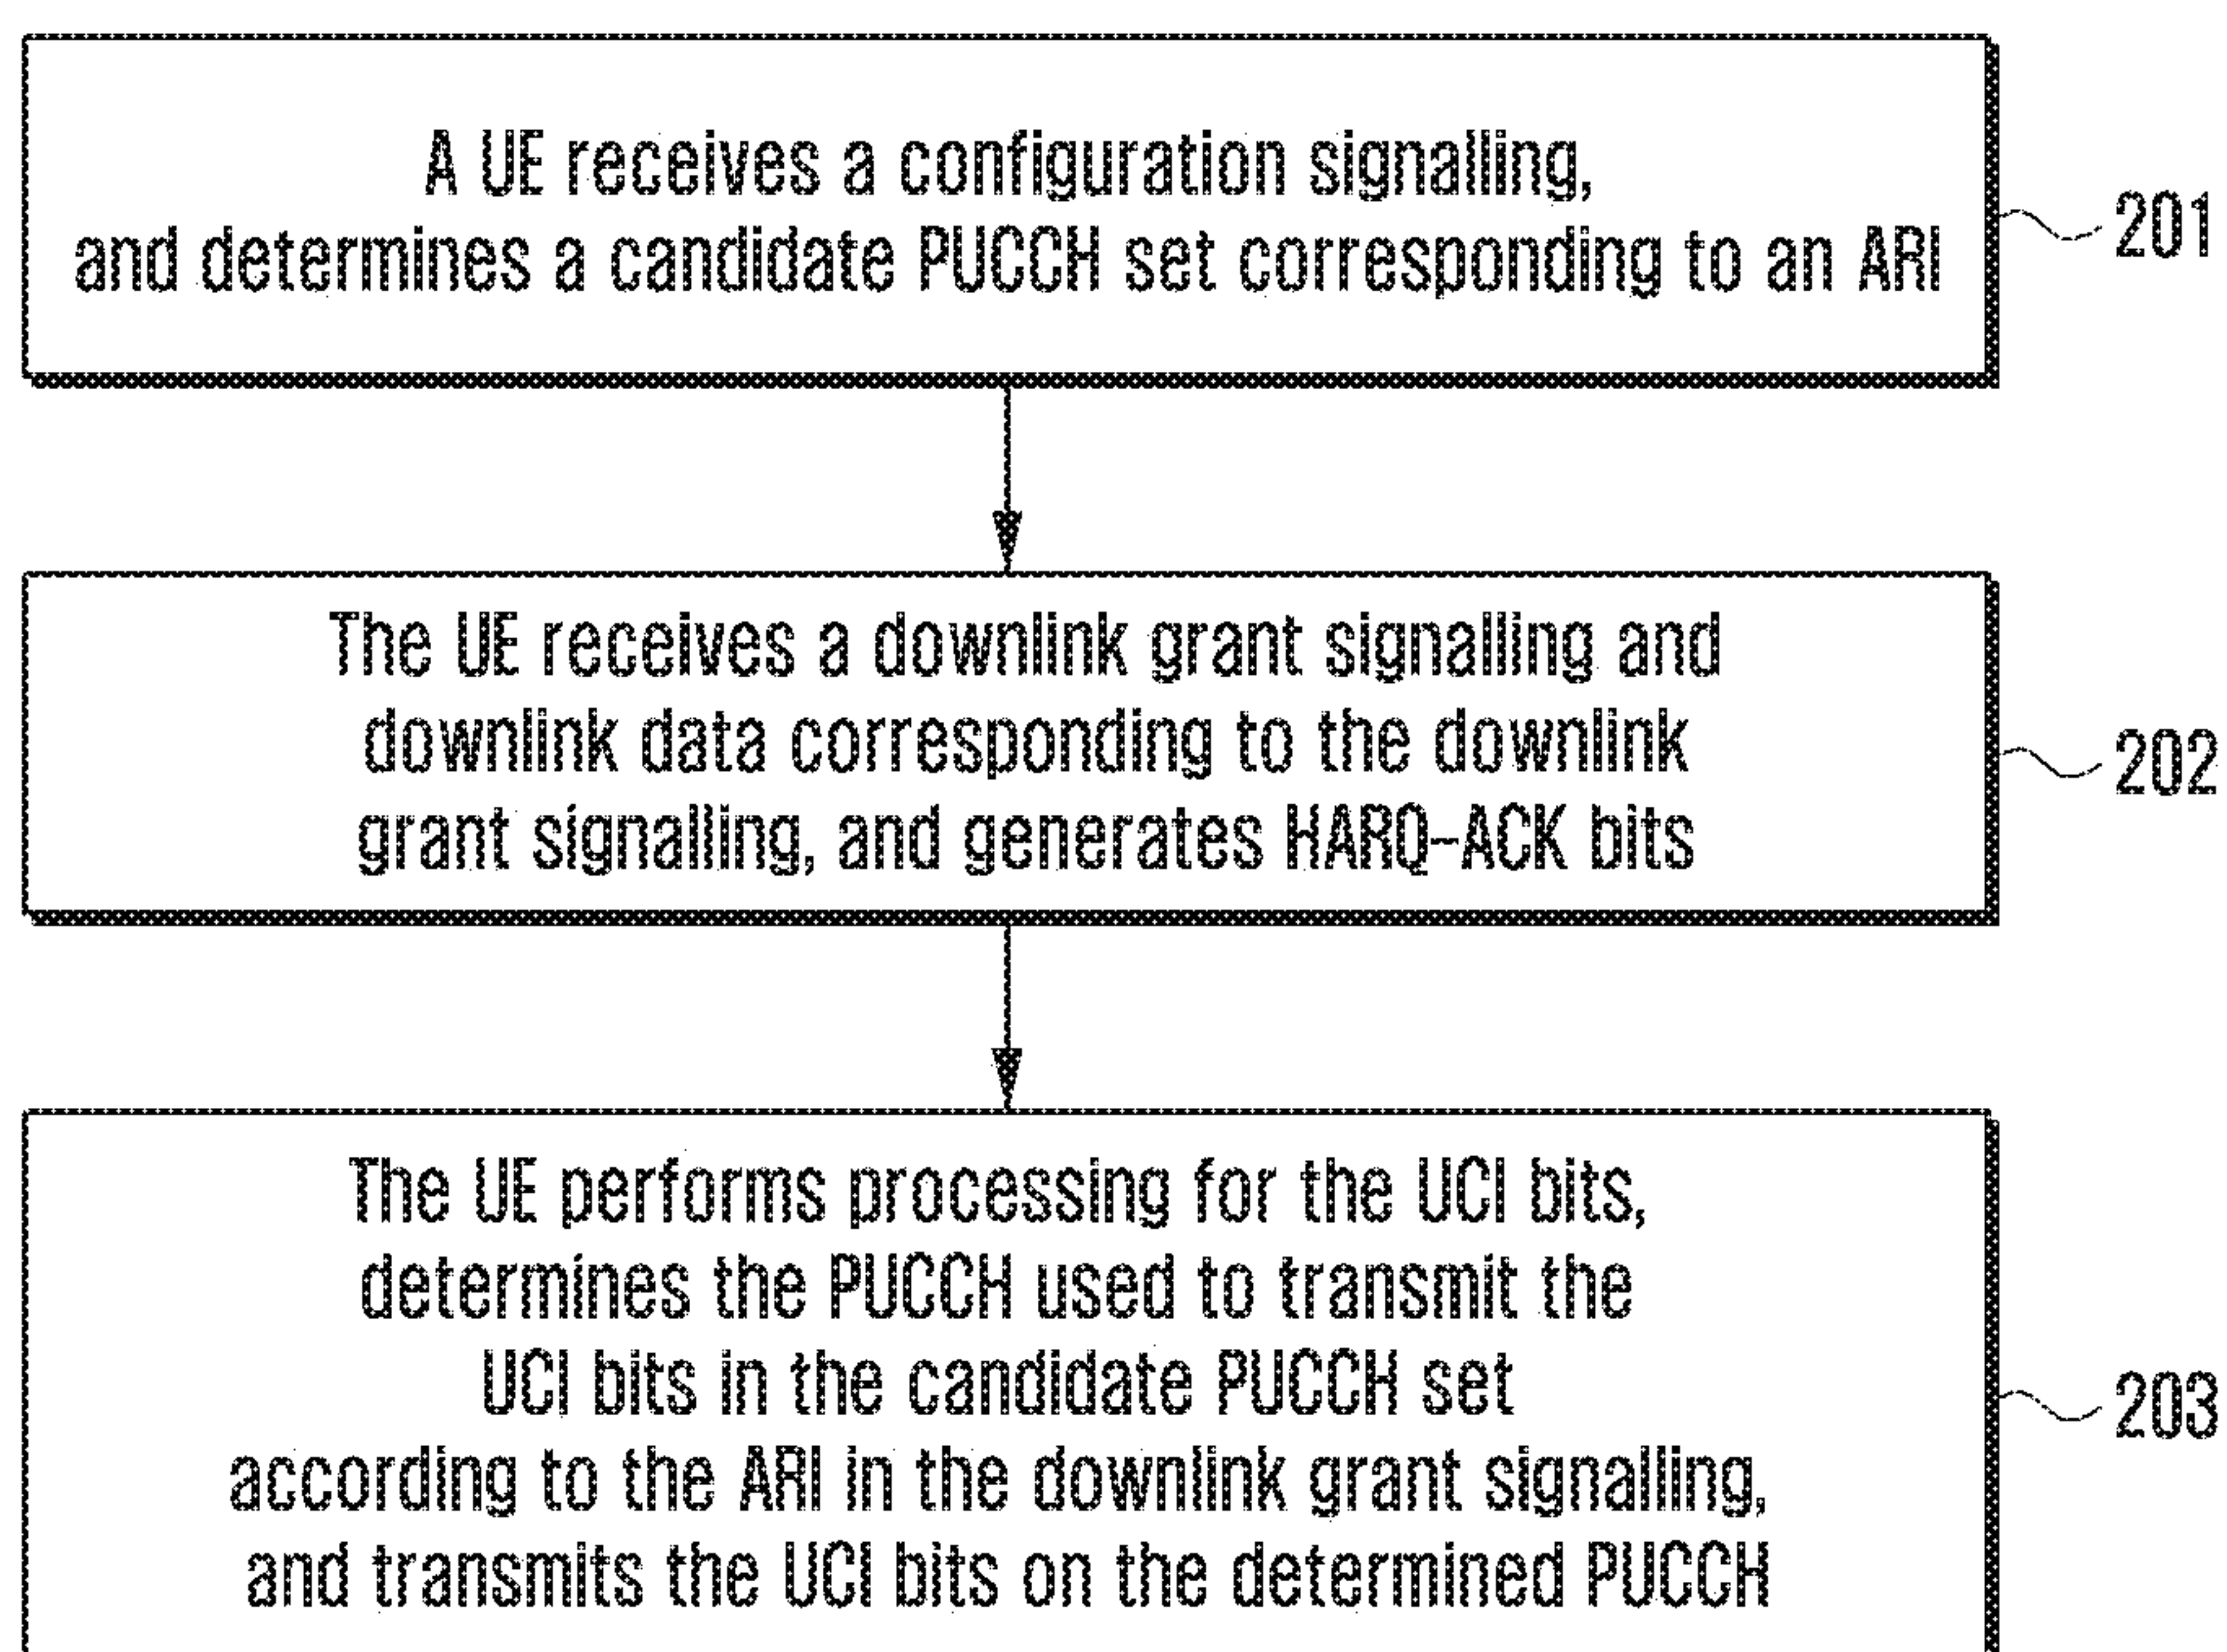 A UE receives a configuration signalling,
and determines a candidate PUCCH set corresponding to an ARI
201
The UE receives a downlink grant signalling and
downlink data corresponding to the downlink
grant signalling, and generates HARQ-ACK bits
202
The UE performs processing for the UCI bits,
determines the PUCCH used to transmit the
UCI bits in the candidate PUCCH set
according to the ARI in the downlink grant signalling,
and transmits the UCI bits on the determined PUCCH
203